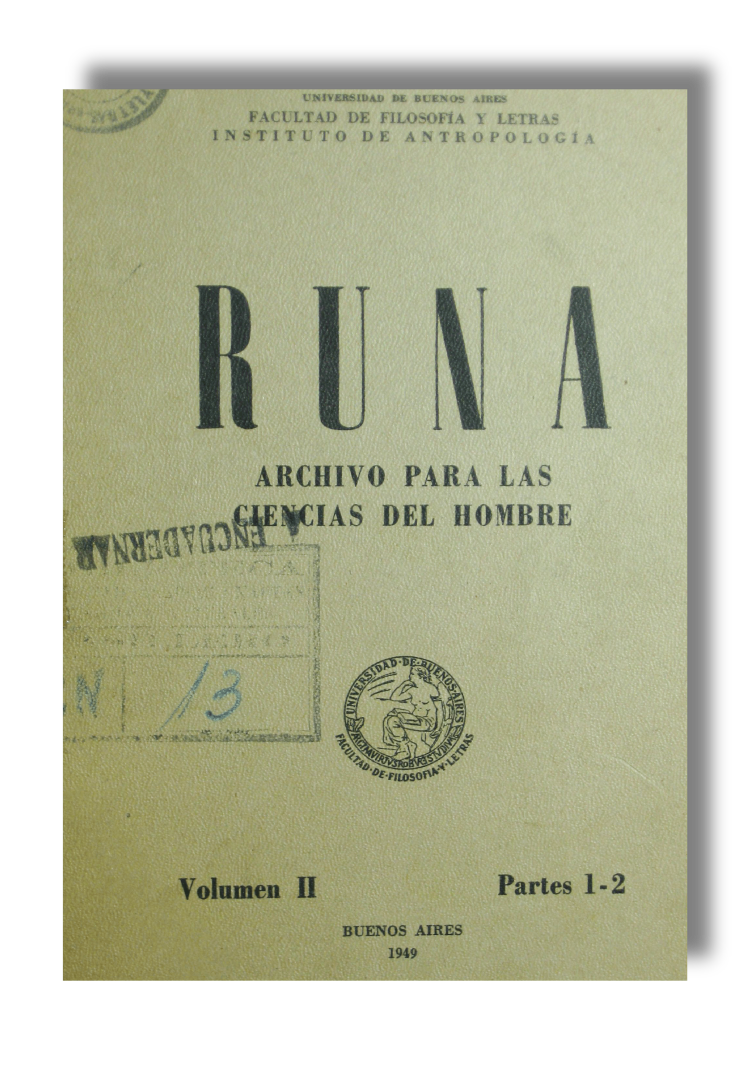 UNIVERSIDAD DE BUENOS AIRES
FACULTAD DE FILOSOFÍA Y LETRAS
INSTITUTO DE ANTROPOLOGÍA
RUNA
ARCHIVO PARA LAS
CIENCIAS DEL HOMBRE
A ENCUADERNAR
13
UNIVERSIDAD·DE·BUENOS·AIRES
FACULTAD·DE·FILOSOFIA·Y·LETRAS
Volumen II
Partes 1-2
BUENOS AIRES
1949